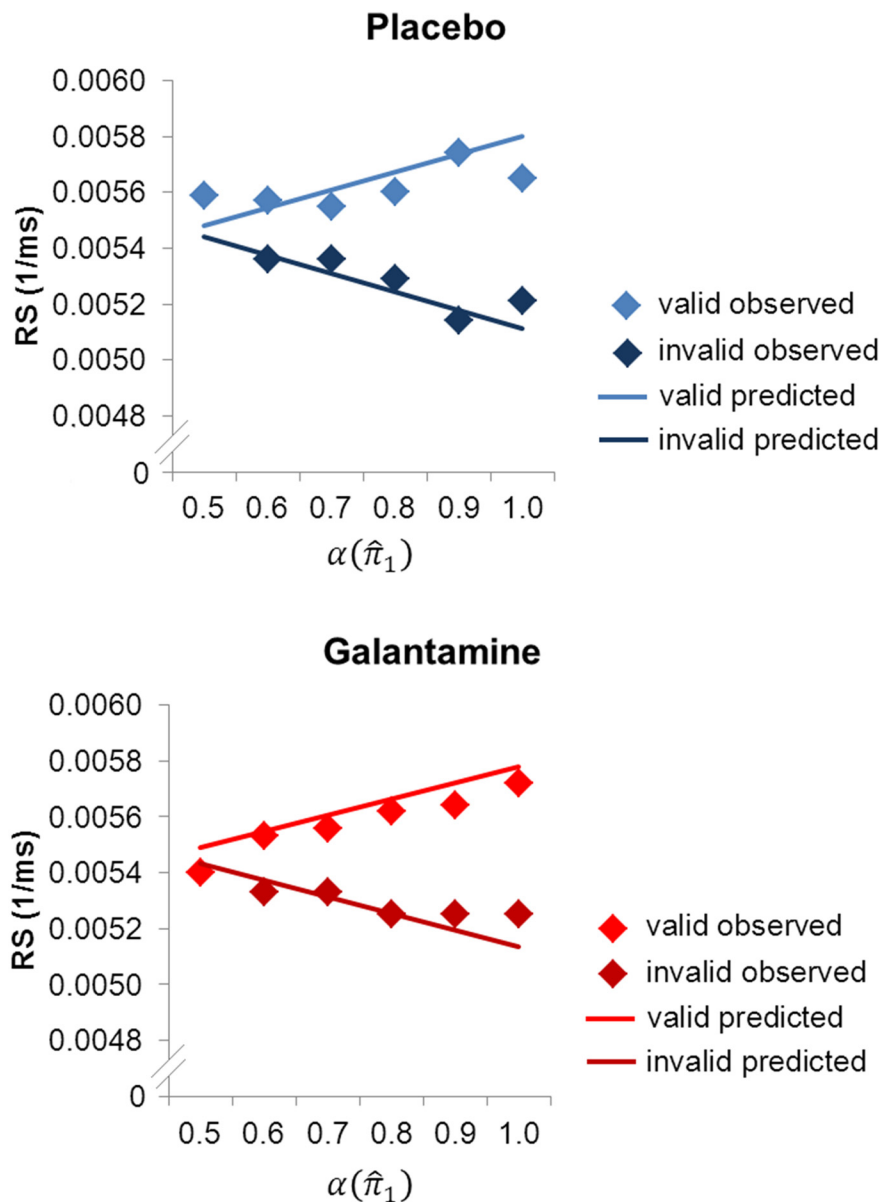 Placebo
RS (1/ms)
0.0060
0.0058
0.0056
0.0054
0.0052
0.0050
0.0048
0
0.5 0.6 0.7 0.8 0.9 1.0
α(π̂₁)
valid observed
invalid observed
valid predicted
invalid predicted
Galantamine
RS (1/ms)
0.0060
0.0058
0.0056
0.0054
0.0052
0.0050
0.0048
0
0.5 0.6 0.7 0.8 0.9 1.0
α(π̂₁)
valid observed
invalid observed
valid predicted
invalid predicted